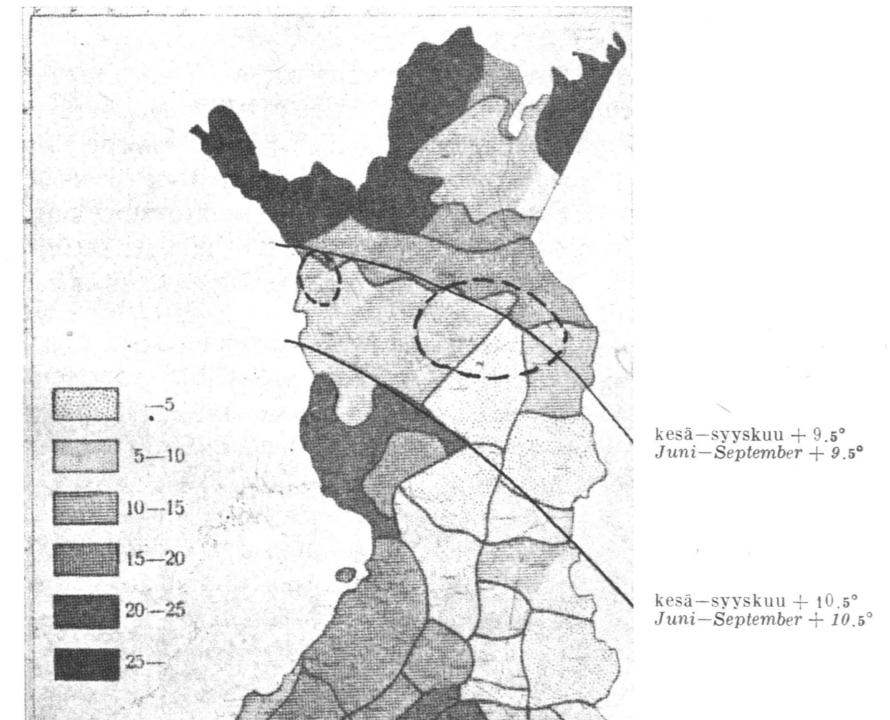 —5
5—10
10—15
15—20
20—25
25—
kesä—syyskuu + 9.5°
Juni—September + 9.5°
kesä—syyskuu + 10.5°
Juni—September + 10.5°